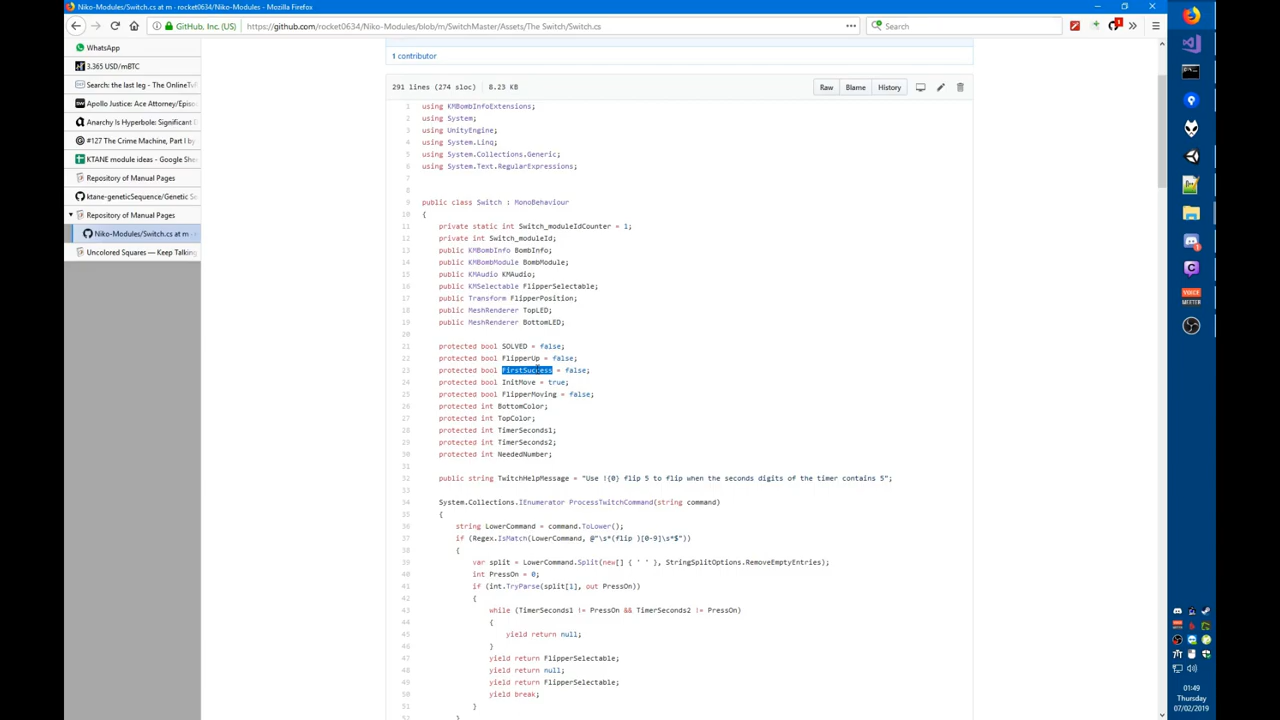 Niko-Modules/Switch.cs at m - rocket0634/Niko-Modules - Mozilla Firefox
GitHub, Inc. (US)
https://github.com/rocket0634/Niko-Modules/blob/m/SwitchMaster/Assets/The Switch/Switch.cs
Search
WhatsApp
3,365 USD/mBTC
Search: the last leg - The OnlineTv
Apollo Justice: Ace Attorney/Episo
Anarchy Is Hyperbole: Significant D
#127 The Crime Machine, Part I by
KTANE module ideas - Google She
Repository of Manual Pages
ktane-geneticSequence/Genetic Se
Repository of Manual Pages
Niko-Modules/Switch.cs at m -
Uncolored Squares — Keep Talking
1 contributor
291 lines (274 sloc) 8.23 KB
Raw Blame History
1 using KMBombInfoExtensions;
2 using System;
3 using UnityEngine;
4 using System.Linq;
5 using System.Collections.Generic;
6 using System.Text.RegularExpressions;
7
8
9 public class Switch : MonoBehaviour
10 {
11 private static int Switch_moduleIdCounter = 1;
12 private int Switch_moduleId;
13 public KMBombInfo BombInfo;
14 public KMBombModule BombModule;
15 public KMAudio KMAudio;
16 public KMSelectable FlipperSelectable;
17 public Transform FlipperPosition;
18 public MeshRenderer TopLED;
19 public MeshRenderer BottomLED;
20
21 protected bool SOLVED = false;
22 protected bool FlipperUp = false;
23 protected bool FirstSuccess = false;
24 protected bool InitMove = true;
25 protected bool FlipperMoving = false;
26 protected int BottomColor;
27 protected int TopColor;
28 protected int TimerSeconds1;
29 protected int TimerSeconds2;
30 protected int NeededNumber;
31
32 public string TwitchHelpMessage = "Use !{0} flip 5 to flip when the seconds digits of the timer contains 5";
33
34 System.Collections.IEnumerator ProcessTwitchCommand(string command)
35 {
36 string LowerCommand = command.ToLower();
37 if (Regex.IsMatch(LowerCommand, @"\s*(flip )[0-9]\s*$"))
38 {
39 var split = LowerCommand.Split(new[] { ' ' }, StringSplitOptions.RemoveEmptyEntries);
40 int PressOn = 0;
41 if (int.TryParse(split[1], out PressOn))
42 {
43 while (TimerSeconds1 != PressOn && TimerSeconds2 != PressOn)
44 {
45 yield return null;
46 }
47 yield return FlipperSelectable;
48 yield return null;
49 yield return FlipperSelectable;
50 yield break;
51 }
52 }
VOICE
MEETER
01:49
Thursday
07/02/2019